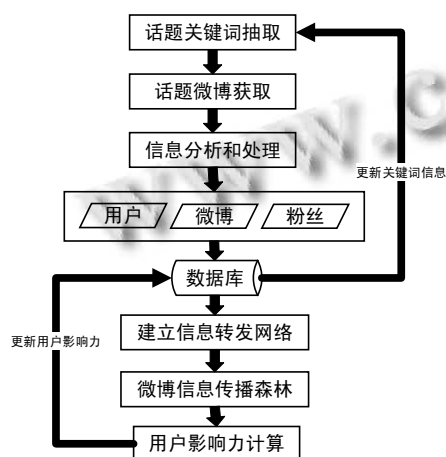 话题关键词抽取
话题微博获取
信息分析和处理
更新关键词信息
用户 微博 粉丝
数据库
建立信息转发网络
更新用户影响力
微博信息传播森林
用户影响力计算
www.c